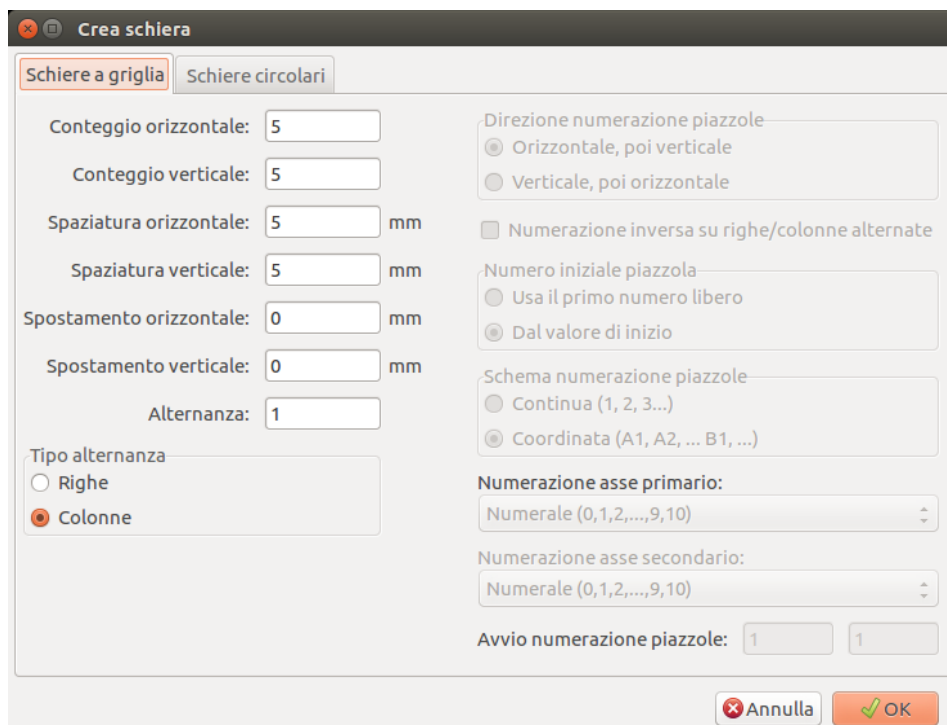 Crea schiera
Schiere a griglia
Schiere circolari
Conteggio orizzontale: 5
Conteggio verticale: 5
Spaziatura orizzontale: 5 mm
Spaziatura verticale: 5 mm
Spostamento orizzontale: 0 mm
Spostamento verticale: 0 mm
Alternanza: 1
Tipo alternanza
Righe
Colonne
Direzione numerazione piazzole
Orizzontale, poi verticale
Verticale, poi orizzontale
Numerazione inversa su righe/colonne alternate
Numero iniziale piazzola
Usa il primo numero libero
Dal valore di inizio
Schema numerazione piazzole
Continua (1, 2, 3...)
Coordinata (A1, A2, ... B1, ...)
Numerazione asse primario:
Numerale (0,1,2,...,9,10)
Numerazione asse secondario:
Numerale (0,1,2,...,9,10)
Avvio numerazione piazzole: 1 1
Annulla
OK